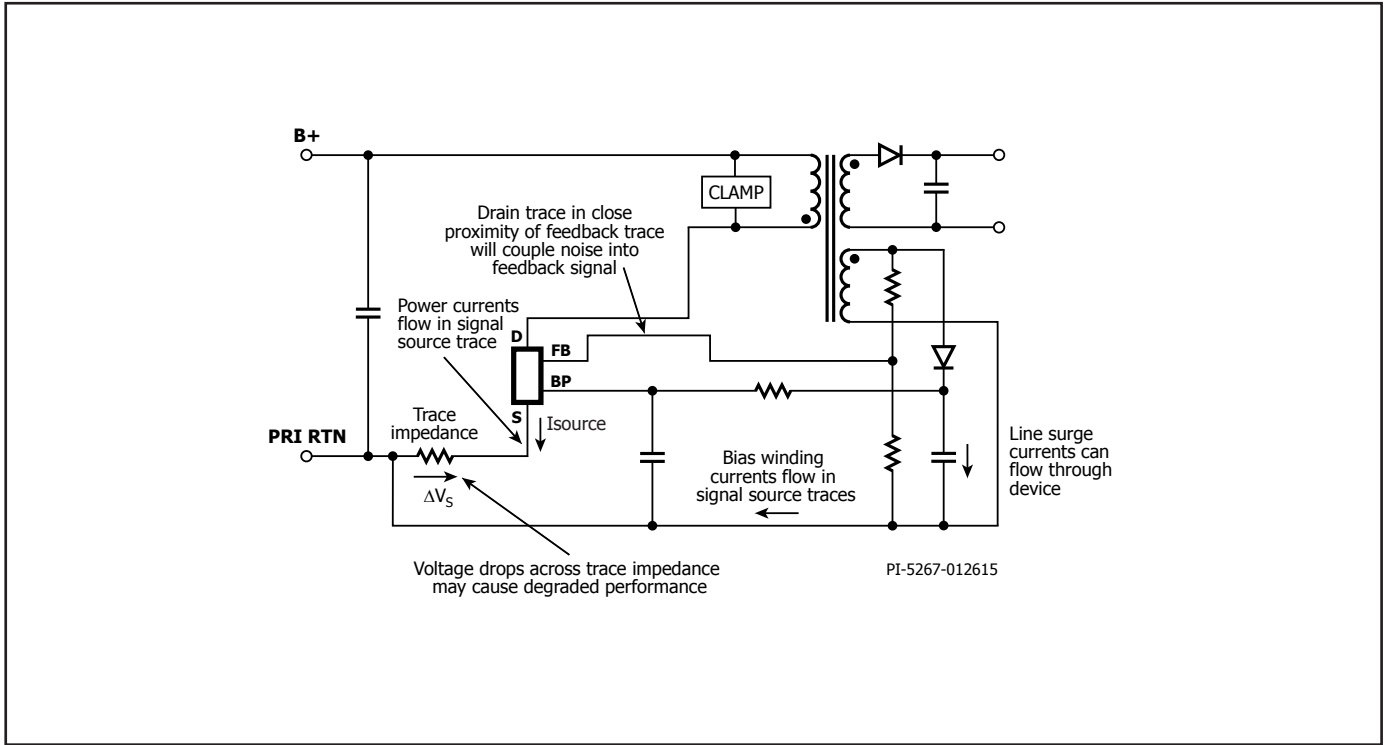 B+
CLAMP
Drain trace in close
proximity of feedback trace
will couple noise into
feedback signal
Power currents
flow in signal
source trace
D
FB
BP
S
Isource
Trace
impedance
PRI RTN
ΔVS
Bias winding
currents flow in
signal source traces
Line surge
currents can
flow through
device
Voltage drops across trace impedance
may cause degraded performance
PI-5267-012615